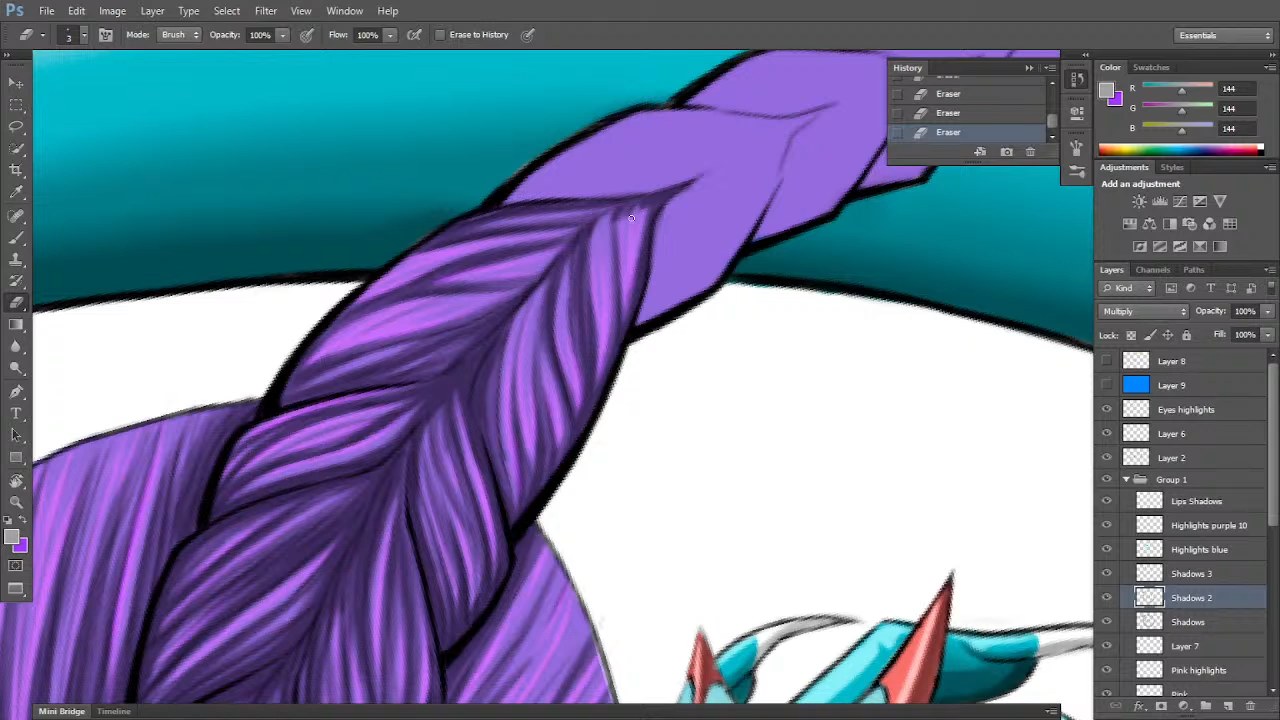 Ps File Edit Image Layer Type Select Filter View Window Help
3 Mode: Brush Opacity: 100% Flow: 100% Erase to History Essentials
History
Eraser
Eraser
Eraser
Color Swatches
R 144
G 144
B 144
Adjustments Styles
Add an adjustment
Layers Channels Paths
Kind
Multiply Opacity: 100%
Lock: Fill: 100%
Layer 8
Layer 9
Eyes highlights
Layer 6
Layer 2
Group 1
Lips Shadows
Highlights purple 10
Highlights blue
Shadows 3
Shadows 2
Shadows
Layer 7
Pink highlights
Pink
Mini Bridge Timeline